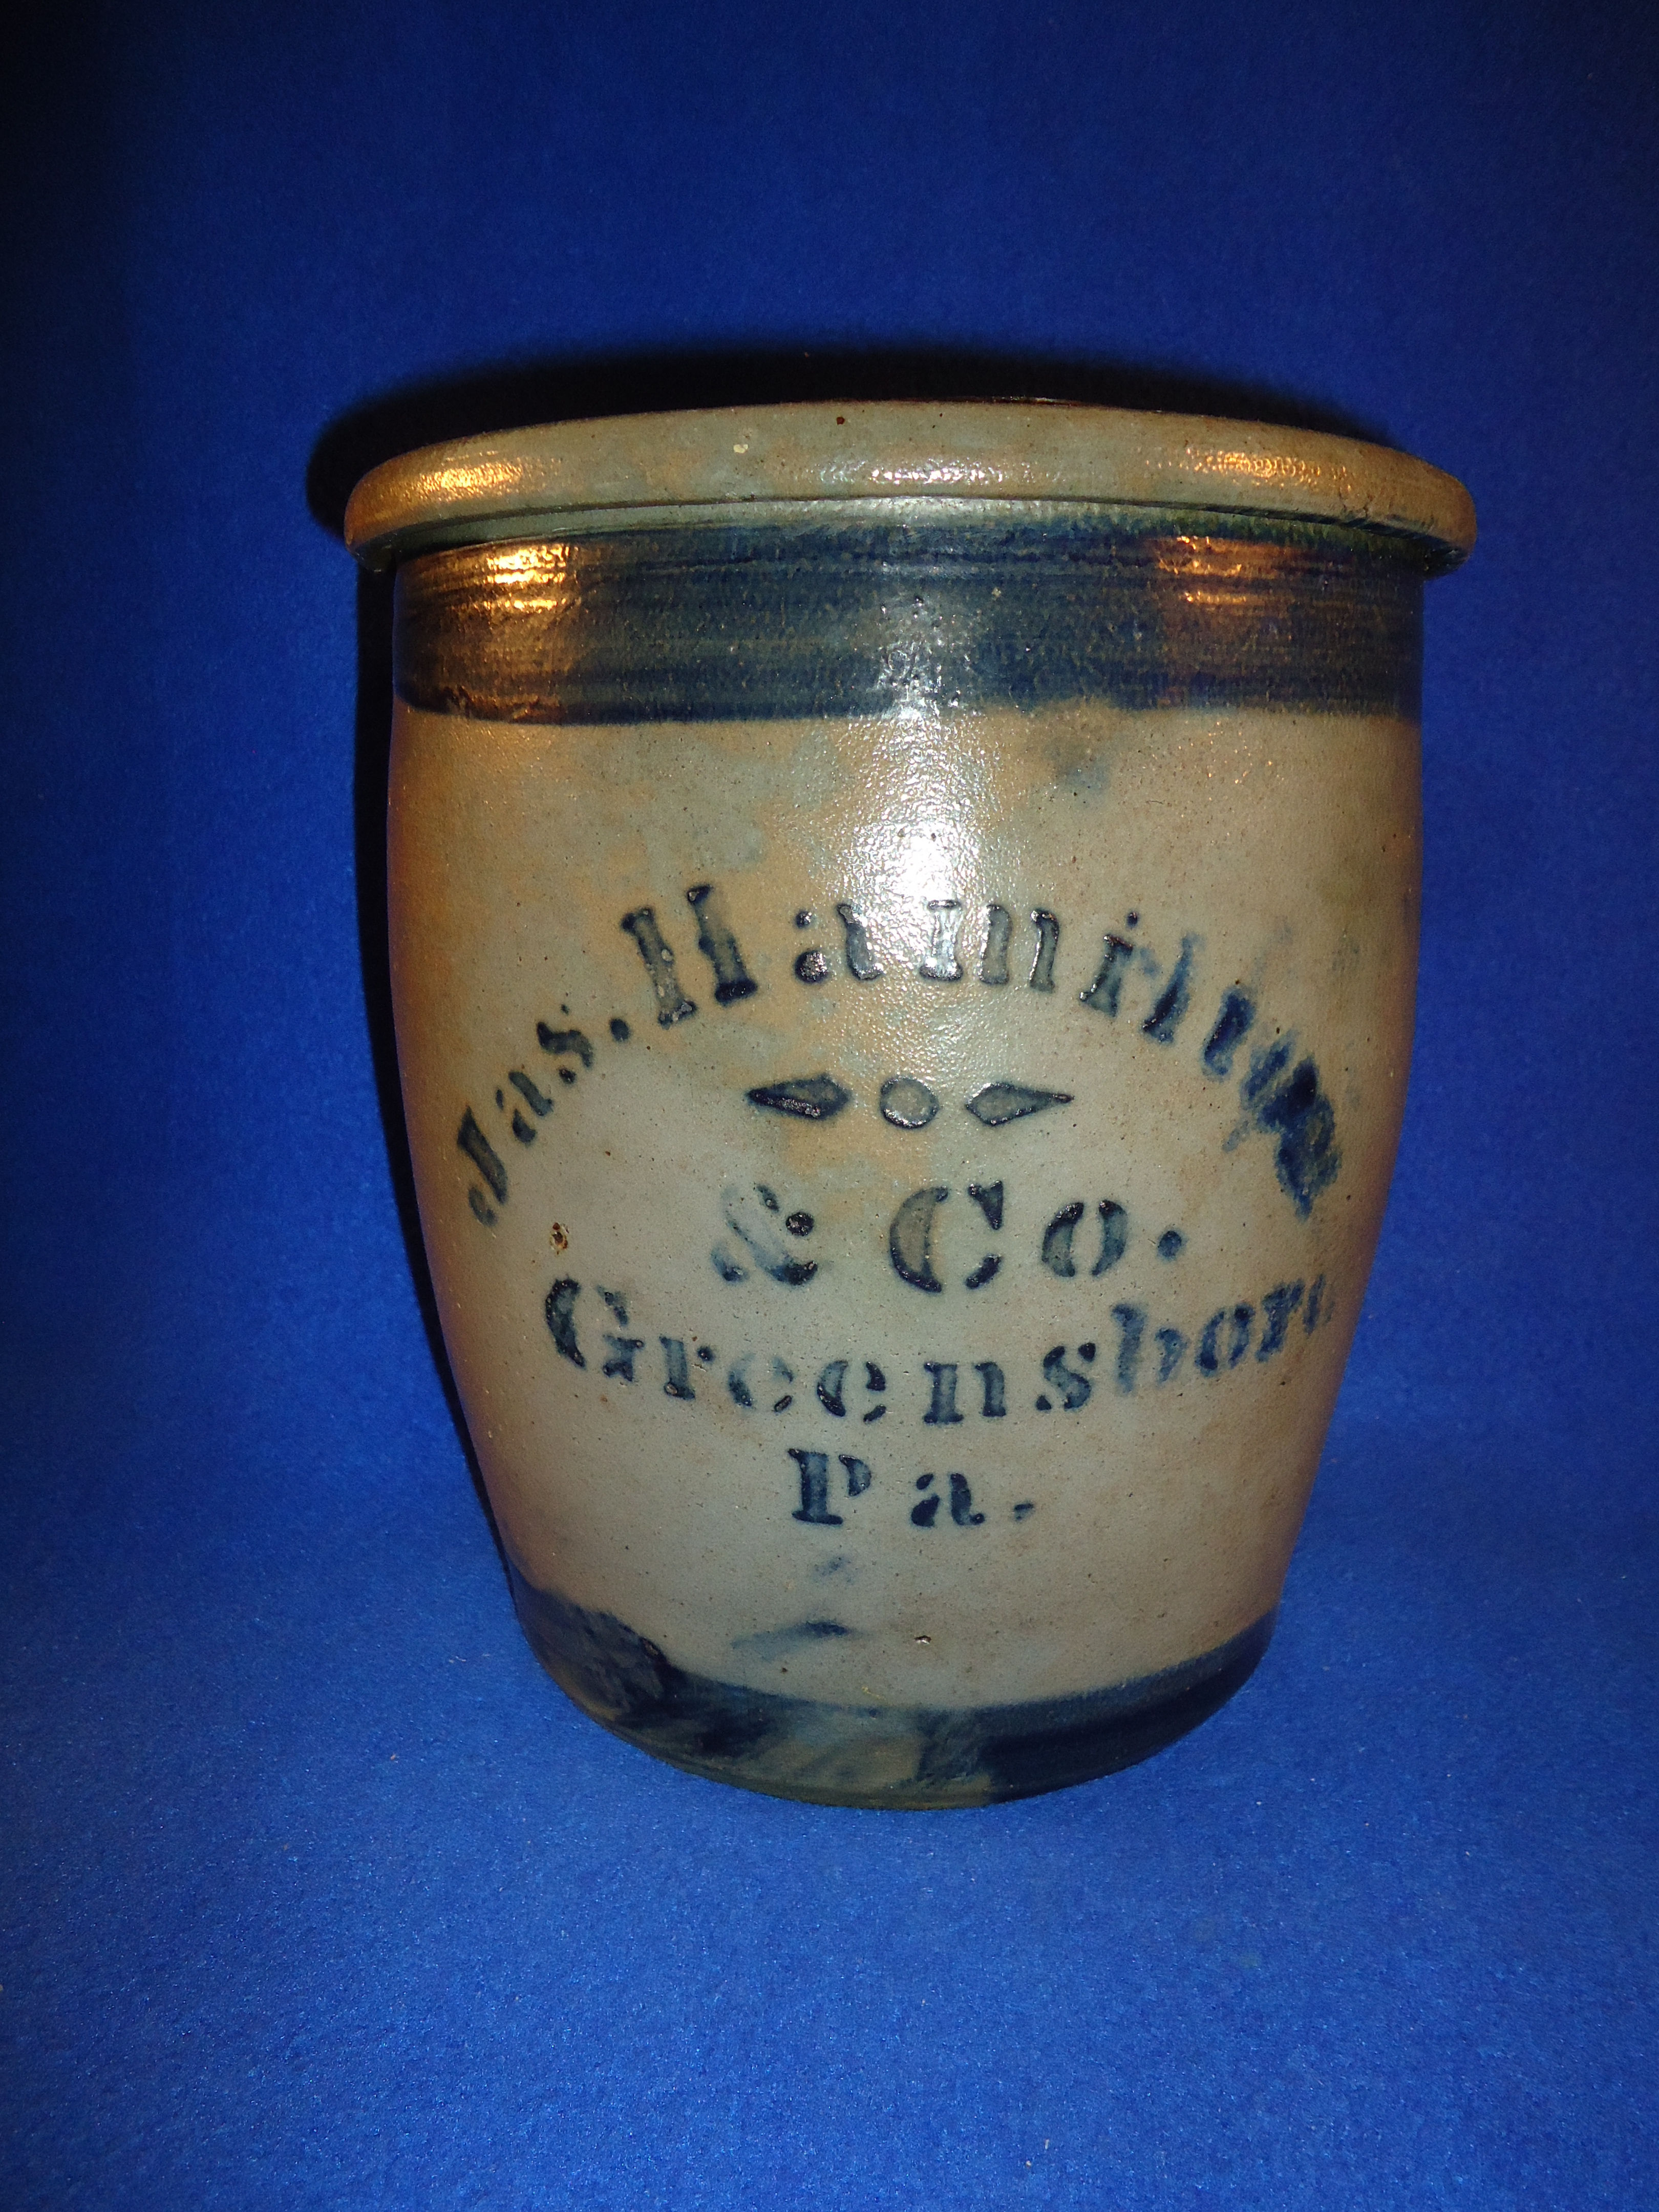 Jas. Hamilton
& Co.
Greensboro
Pa.